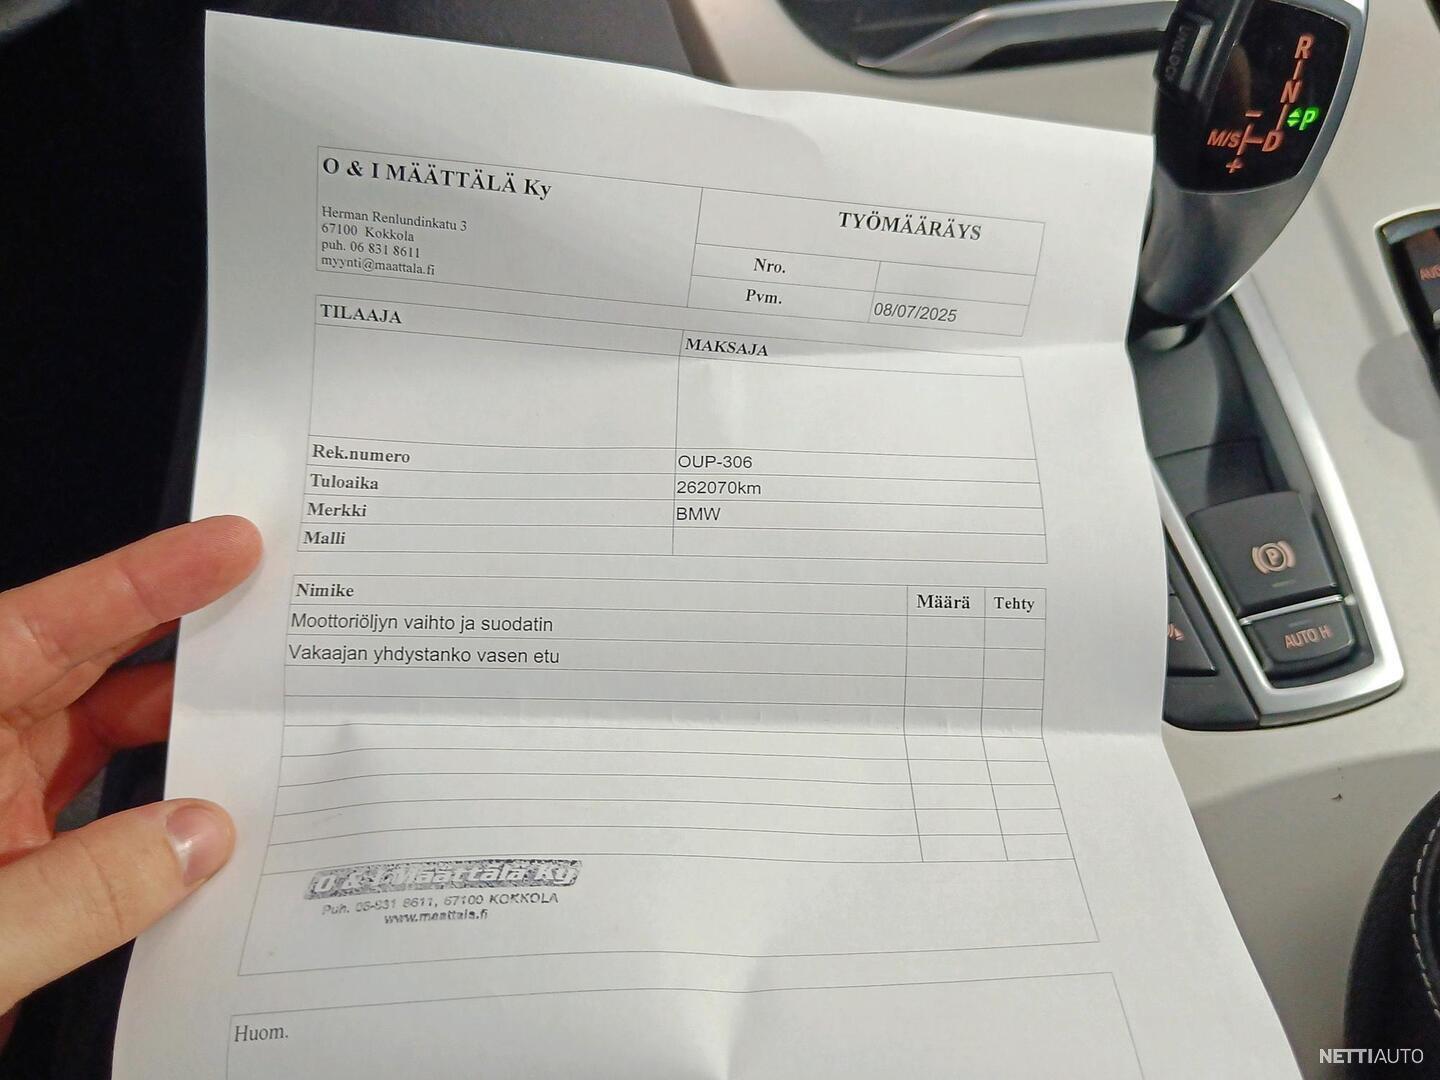 O & I MÄÄTTÄLÄ Ky
Herman Renlundinkatu 3
67100 Kokkola
puh. 06 831 8611
myynti@maattala.fi
TYÖMÄÄRÄYS
Nro.
Pvm. 08/07/2025
TILAAJA
MAKSAJA
Rek.numero OUP-306
Tuloaika 262070km
Merkki BMW
Malli
Nimike Määrä Tehty
Moottoriöljyn vaihto ja suodatin
Vakaajan yhdystanko vasen etu
O & I Määttälä Ky
Puh. 06-831 8611, 67100 KOKKOLA
www.maattala.fi
Huom.
R
N
P
M/S
D
-
+
UNLOCK
P
AUTO H
NETTIAUTO